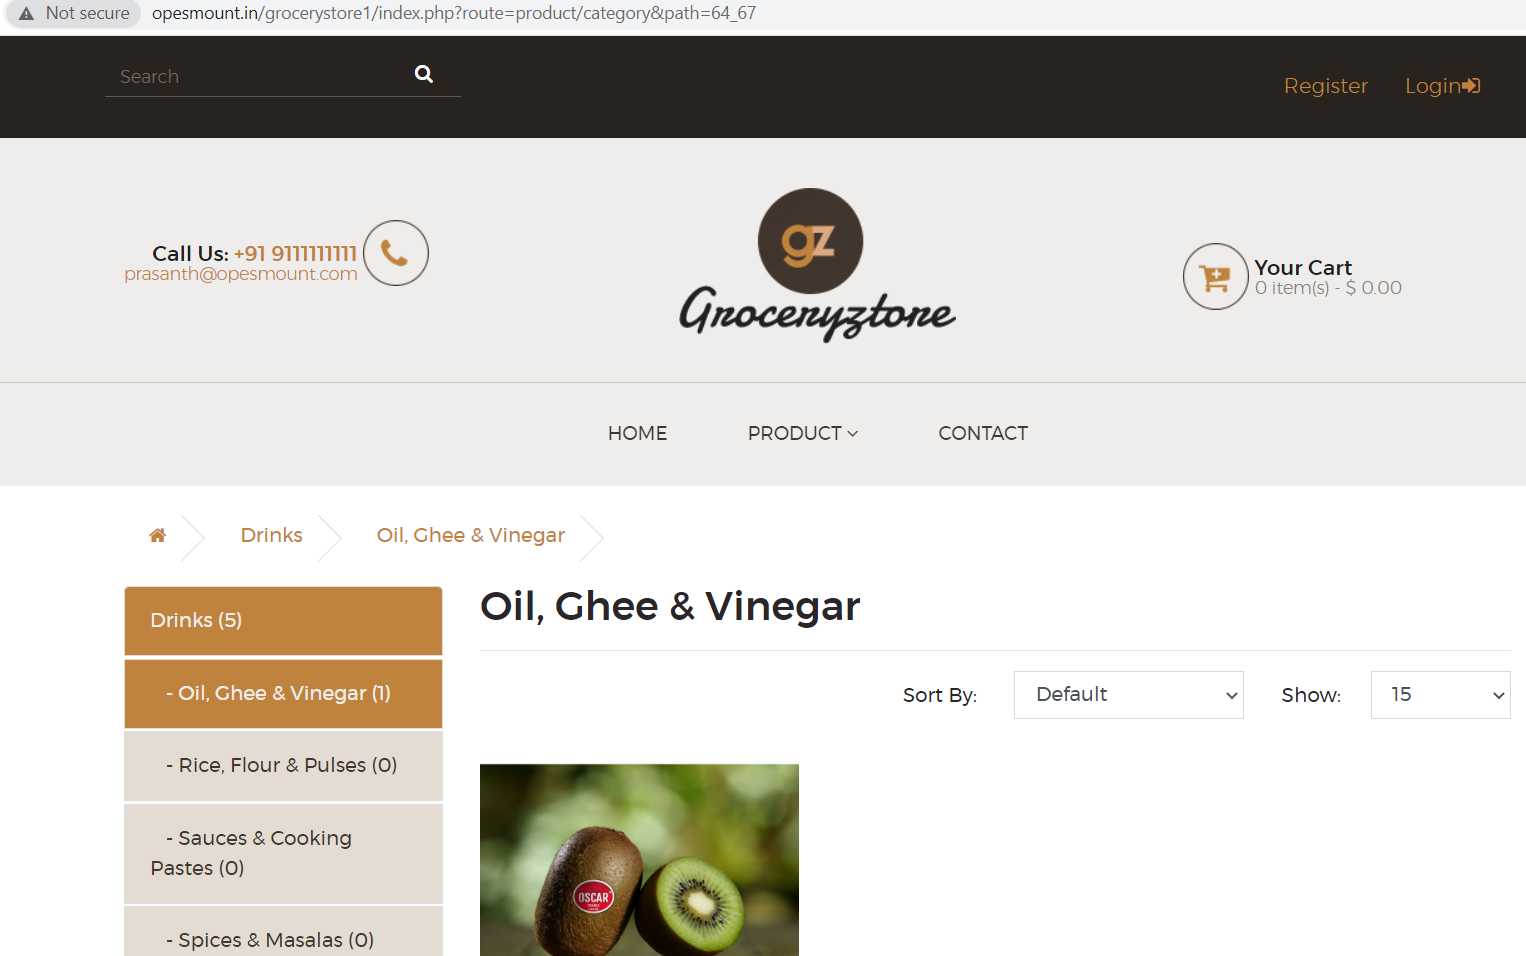 Not secure opesmount.in/grocerystore1/index.php?route=product/category&path=64_67
Search
Register Login
Call Us: +91 9111111111
prasanth@opesmount.com
gz
Groceryztore
Your Cart
0 item(s) - $ 0.00
HOME PRODUCT CONTACT
Drinks Oil, Ghee & Vinegar
Drinks (5)
- Oil, Ghee & Vinegar (1)
- Rice, Flour & Pulses (0)
- Sauces & Cooking
Pastes (0)
- Spices & Masalas (0)
Oil, Ghee & Vinegar
Sort By: Default Show: 15
OSCAR